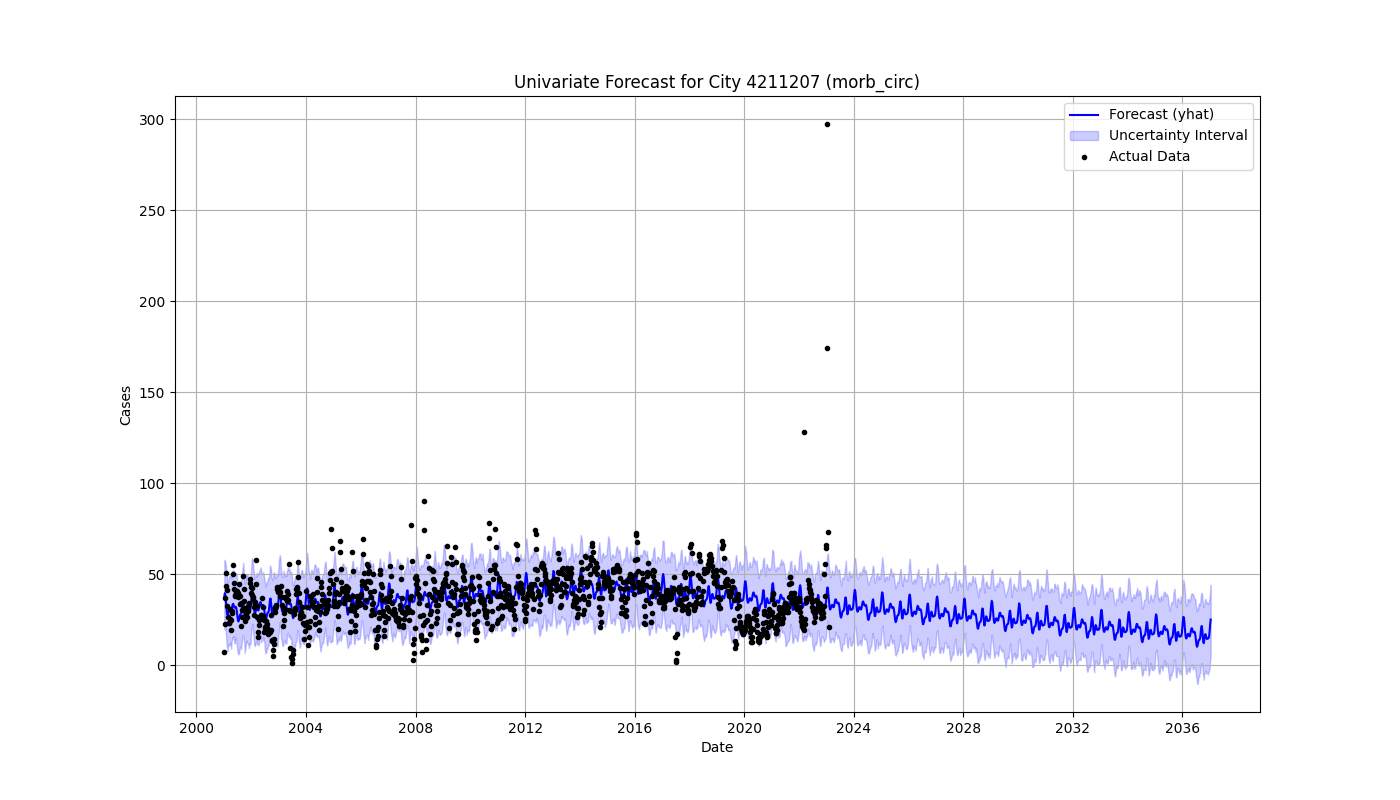 Univariate Forecast for City 4211207 (morb_circ)
Forecast (yhat)
Uncertainty Interval
Actual Data
300
250
200
150
100
50
0
Cases
2000 2004 2008 2012 2016 2020 2024 2028 2032 2036
Date